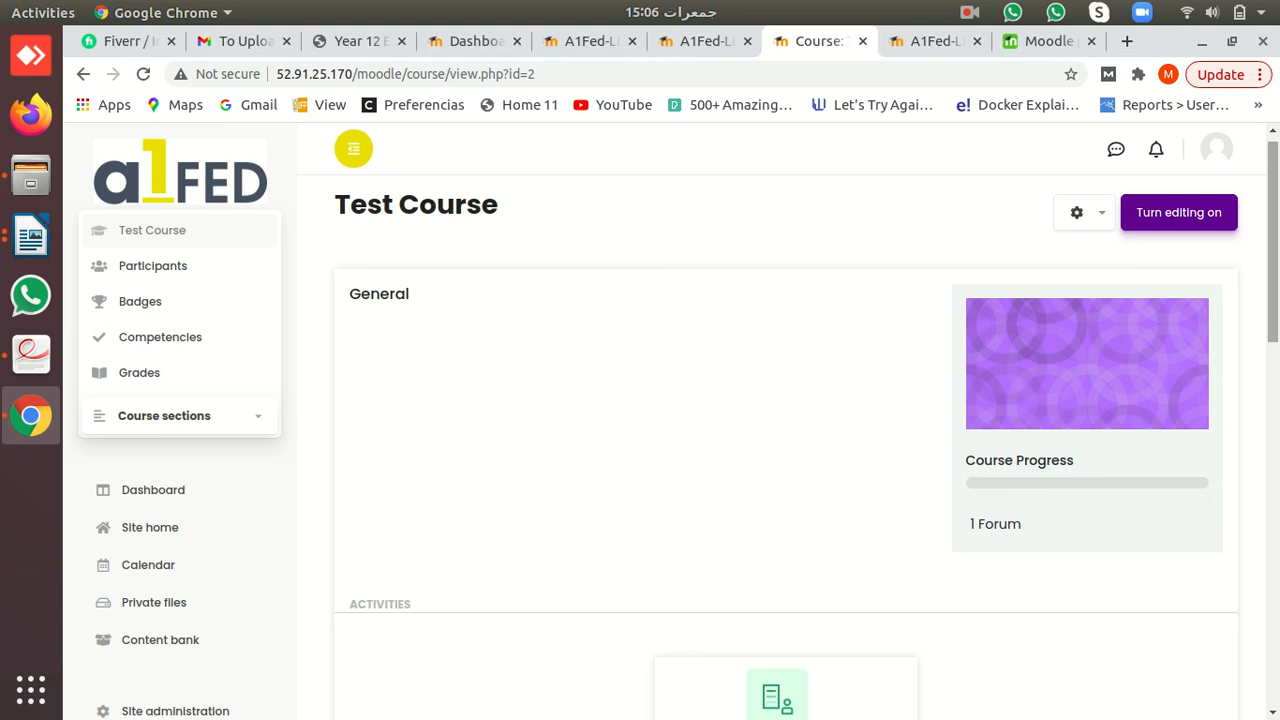 Activities
Google Chrome
15:06 جمعرات
Fiverr / I
To Uploa
Year 12 E
Dashboa
A1Fed-L
A1Fed-L
Course:
A1Fed-L
Moodle
Not secure
52.91.25.170/moodle/course/view.php?id=2
Update
Apps
Maps
Gmail
View
Preferencias
Home 11
YouTube
500+ Amazing...
Let's Try Agai...
Docker Explai...
Reports > User...
»
a1FED
Test Course
Participants
Badges
Competencies
Grades
Course sections
Dashboard
Site home
Calendar
Private files
Content bank
Site administration
Test Course
Turn editing on
General
Course Progress
1 Forum
ACTIVITIES